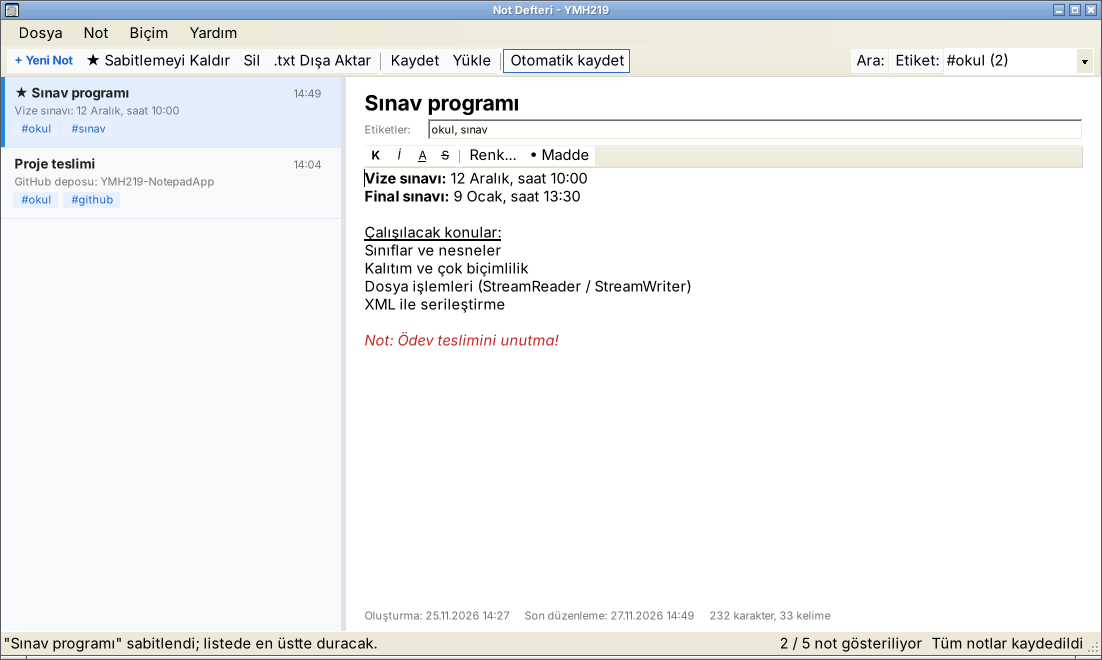 Not Defteri - YMH219
Dosya Not Biçim Yardım
+ Yeni Not ★ Sabitlemeyi Kaldır Sil .txt Dışa Aktar Kaydet Yükle Otomatik kaydet Ara: Etiket: #okul (2)
★ Sınav programı 14:49
Vize sınavı: 12 Aralık, saat 10:00
#okul #sınav
Proje teslimi 14:04
GitHub deposu: YMH219-NotepadApp
#okul #github
Sınav programı
Etiketler: okul, sınav
K İ A S Renk... • Madde
Vize sınavı: 12 Aralık, saat 10:00
Final sınavı: 9 Ocak, saat 13:30
Çalışılacak konular:
Sınıflar ve nesneler
Kalıtım ve çok biçimlilik
Dosya işlemleri (StreamReader / StreamWriter)
XML ile serileştirme
Not: Ödev teslimini unutma!
Oluşturma: 25.11.2026 14:27 Son düzenleme: 27.11.2026 14:49 232 karakter, 33 kelime
"Sınav programı" sabitlendi; listede en üstte duracak. 2 / 5 not gösteriliyor Tüm notlar kaydedildi